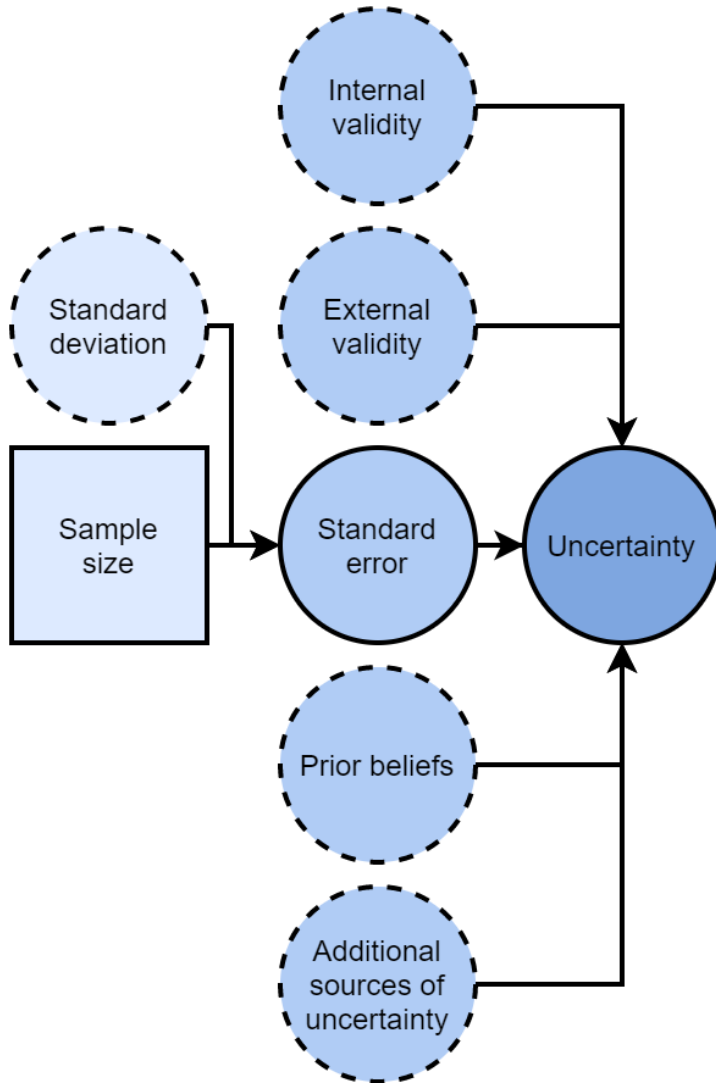 Internal
validity
Standard
deviation
External
validity
Sample
size
Standard
error
Uncertainty
Prior beliefs
Additional
sources of
uncertainty